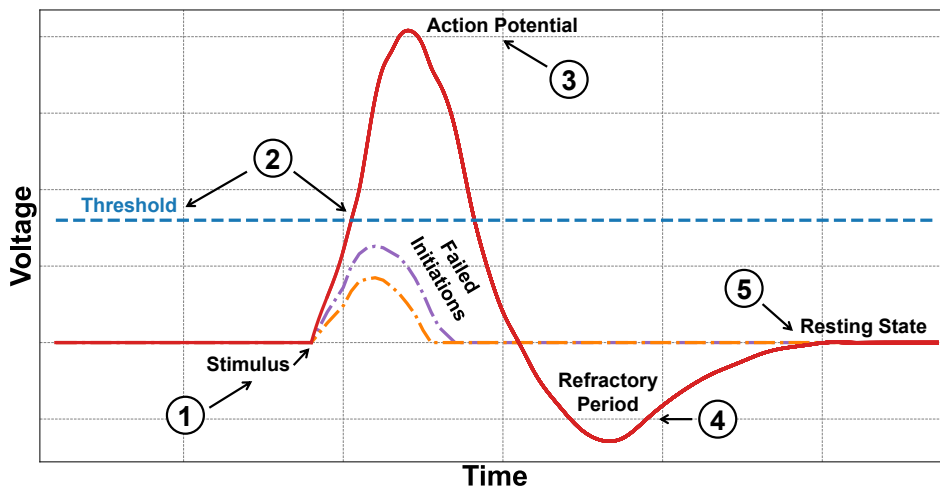 Action Potential
3
2
Threshold
Voltage
Failed
Initiations
5
Resting State
Stimulus
1
Refractory
Period
4
Time